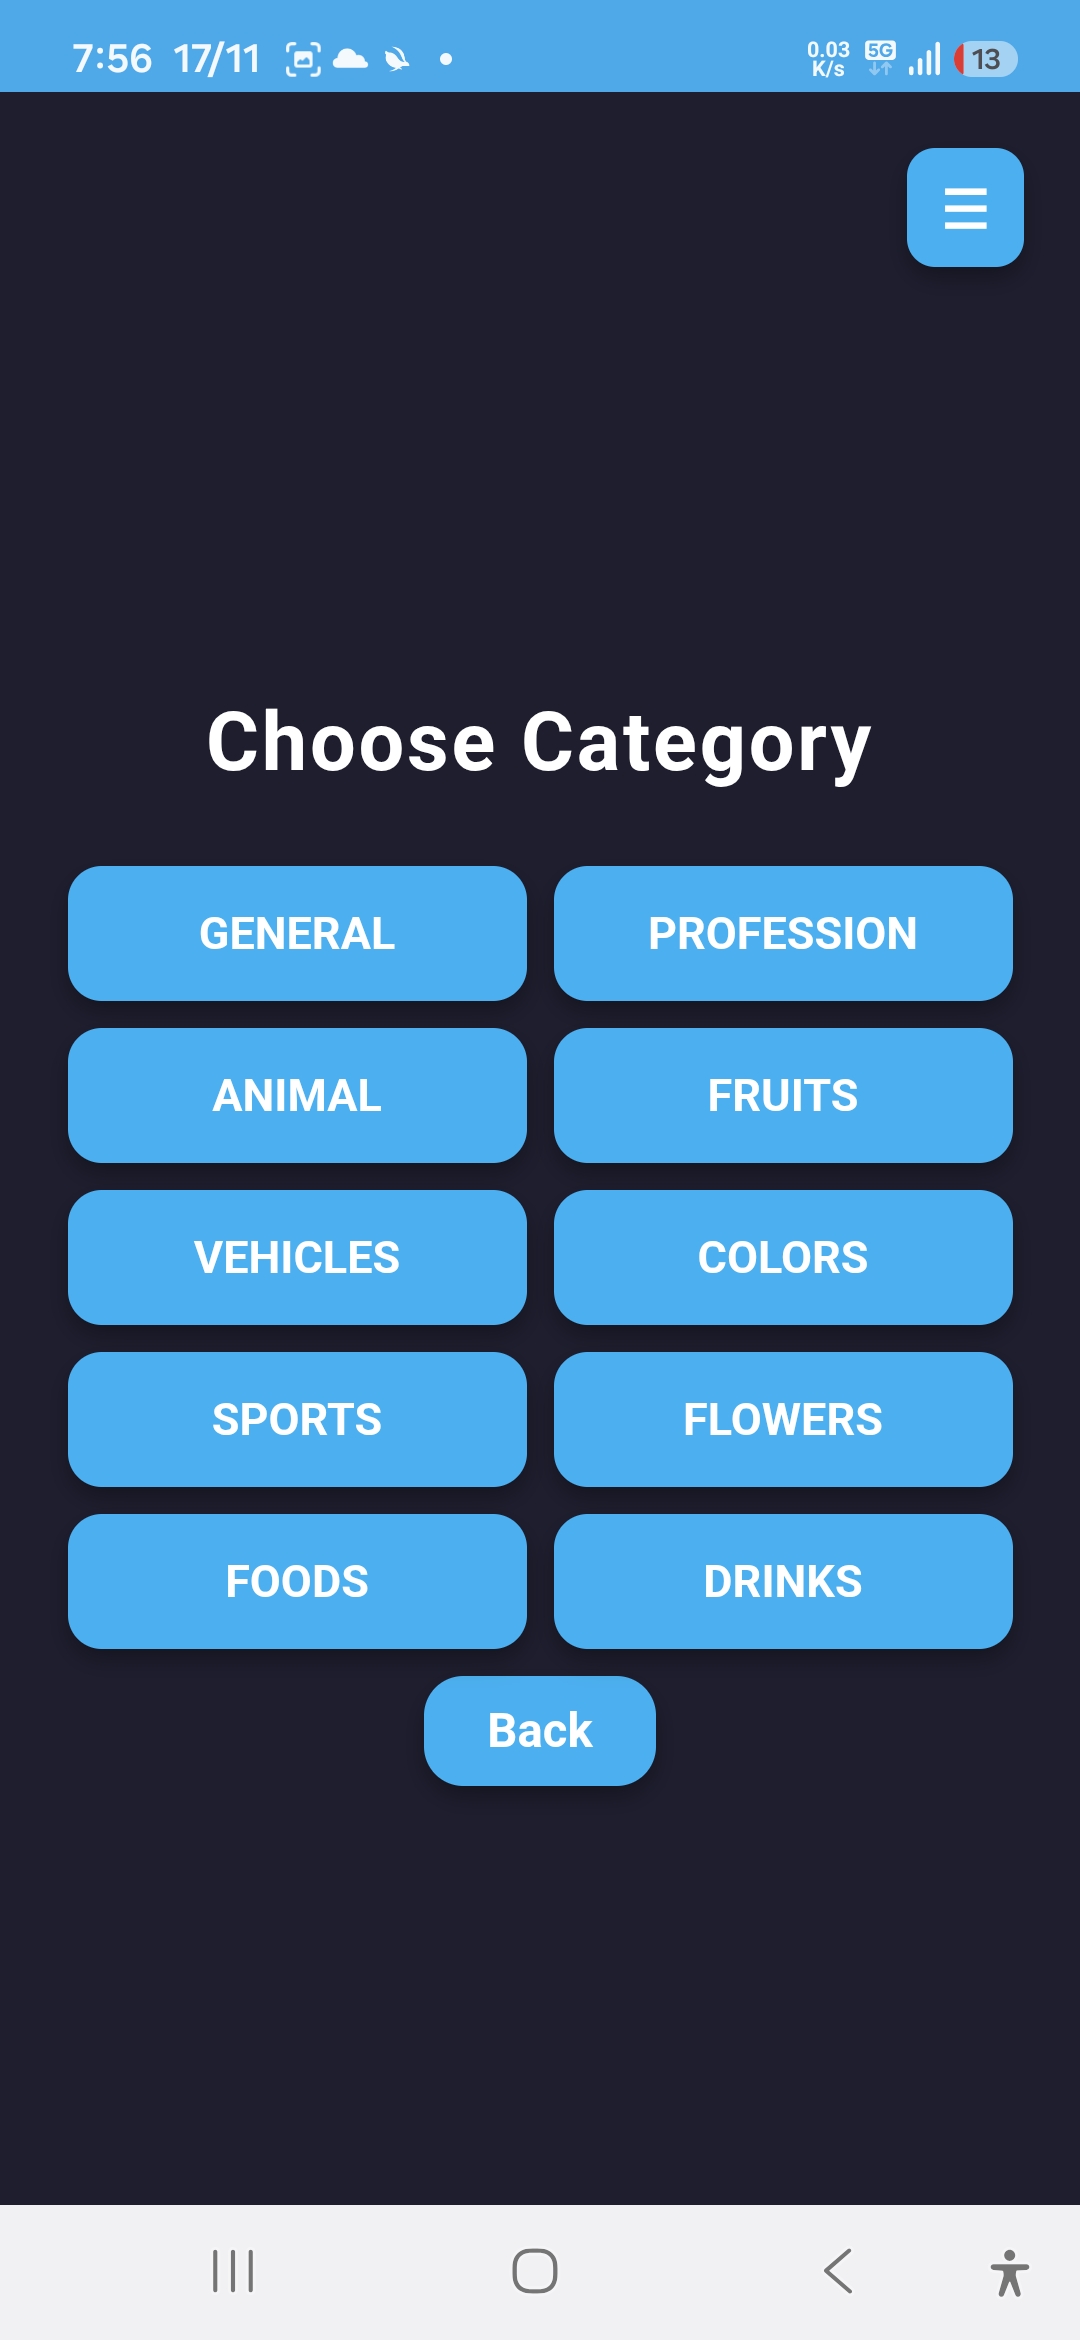 7:56 17/11 0.03 K/s 5G 13
Choose Category
GENERAL PROFESSION
ANIMAL FRUITS
VEHICLES COLORS
SPORTS FLOWERS
FOODS DRINKS
Back